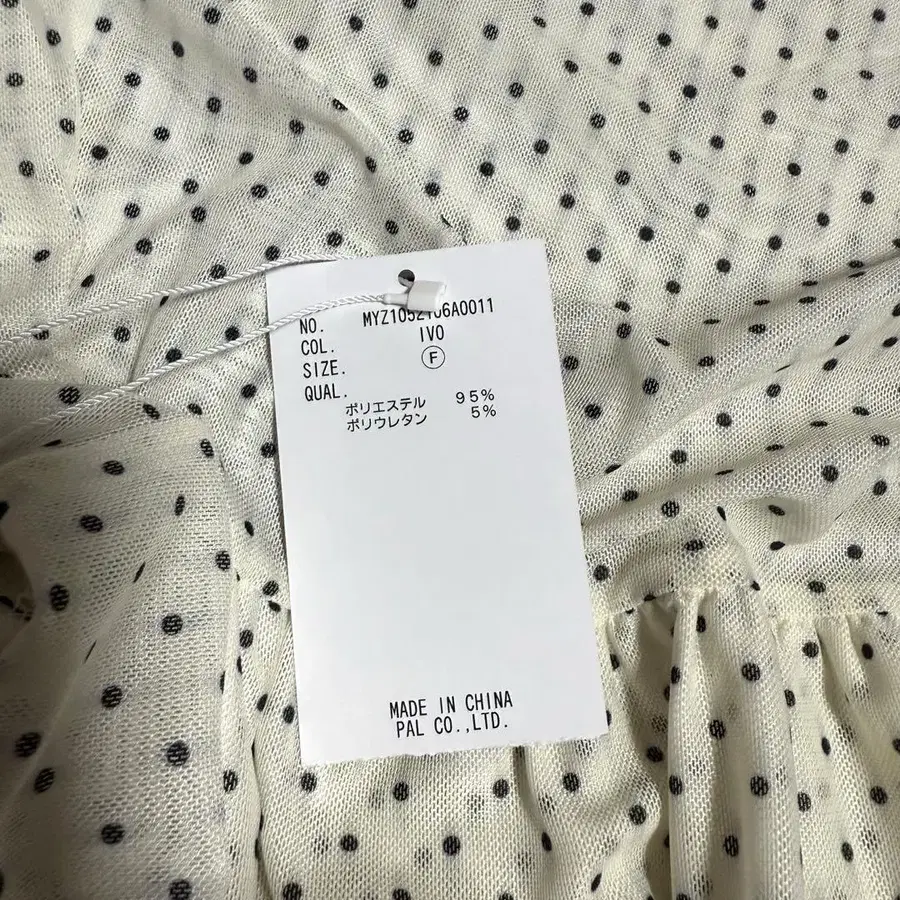 NO. MYZ1052106A0011
COL. IVO
SIZE. F
QUAL.
ポリエステル 95%
ポリウレタン 5%
MADE IN CHINA
PAL CO.,LTD.